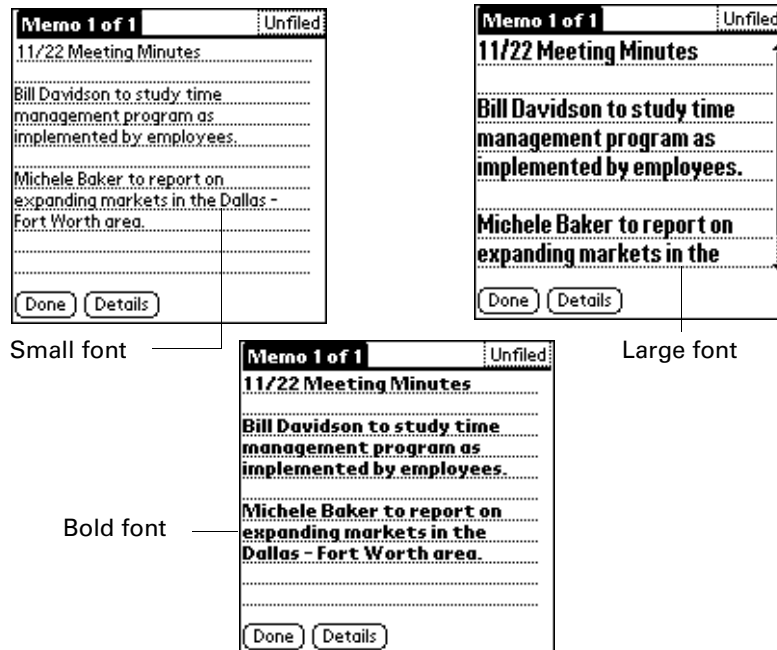 Memo 1 of 1 Unfiled
11/22 Meeting Minutes
Bill Davidson to study time
management program as
implemented by employees.
Michele Baker to report on
expanding markets in the Dallas -
Fort Worth area.
Done Details
Small font
Memo 1 of 1 Unfiled
11/22 Meeting Minutes
Bill Davidson to study time
management program as
implemented by employees.
Michele Baker to report on
expanding markets in the
Done Details
Large font
Memo 1 of 1 Unfiled
11/22 Meeting Minutes
Bill Davidson to study time
management program as
implemented by employees.
Michele Baker to report on
expanding markets in the
Dallas - Fort Worth area.
Done Details
Bold font